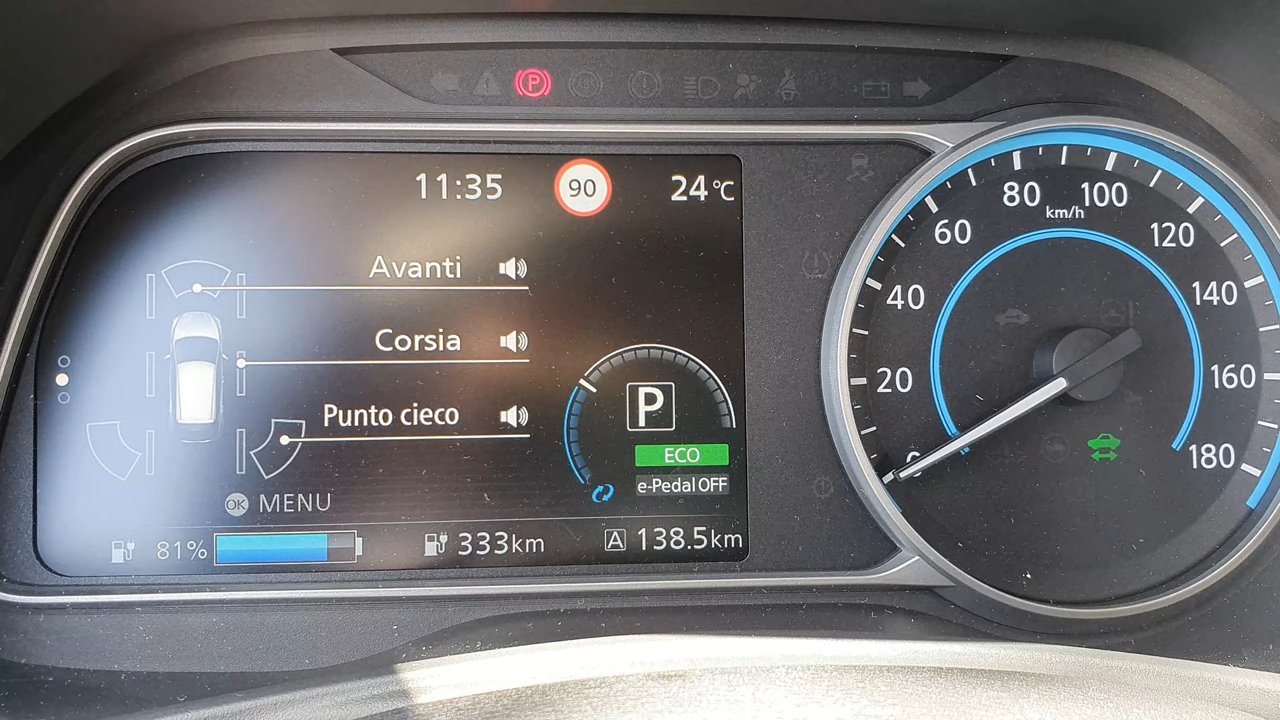 P
11:35 90 24°C
Avanti
Corsia
Punto cieco
P
ECO
e-Pedal OFF
OK MENU
81% 333km A 138.5km
0 20 40 60 80 100 120 140 160 180
km/h